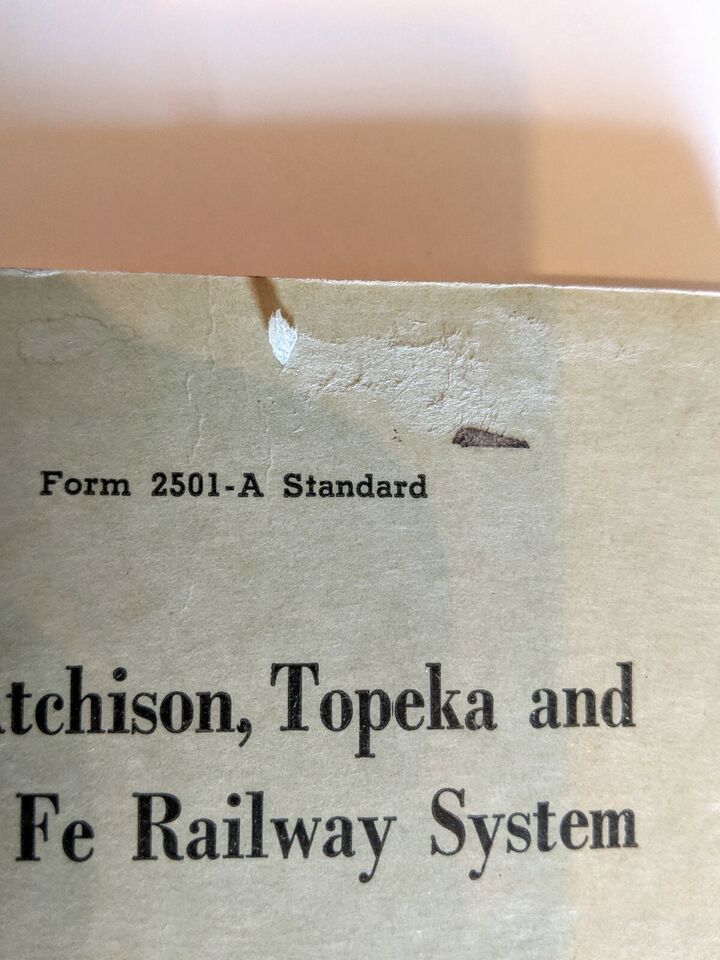 Form 2501-A Standard
tchison, Topeka and
Fe Railway System